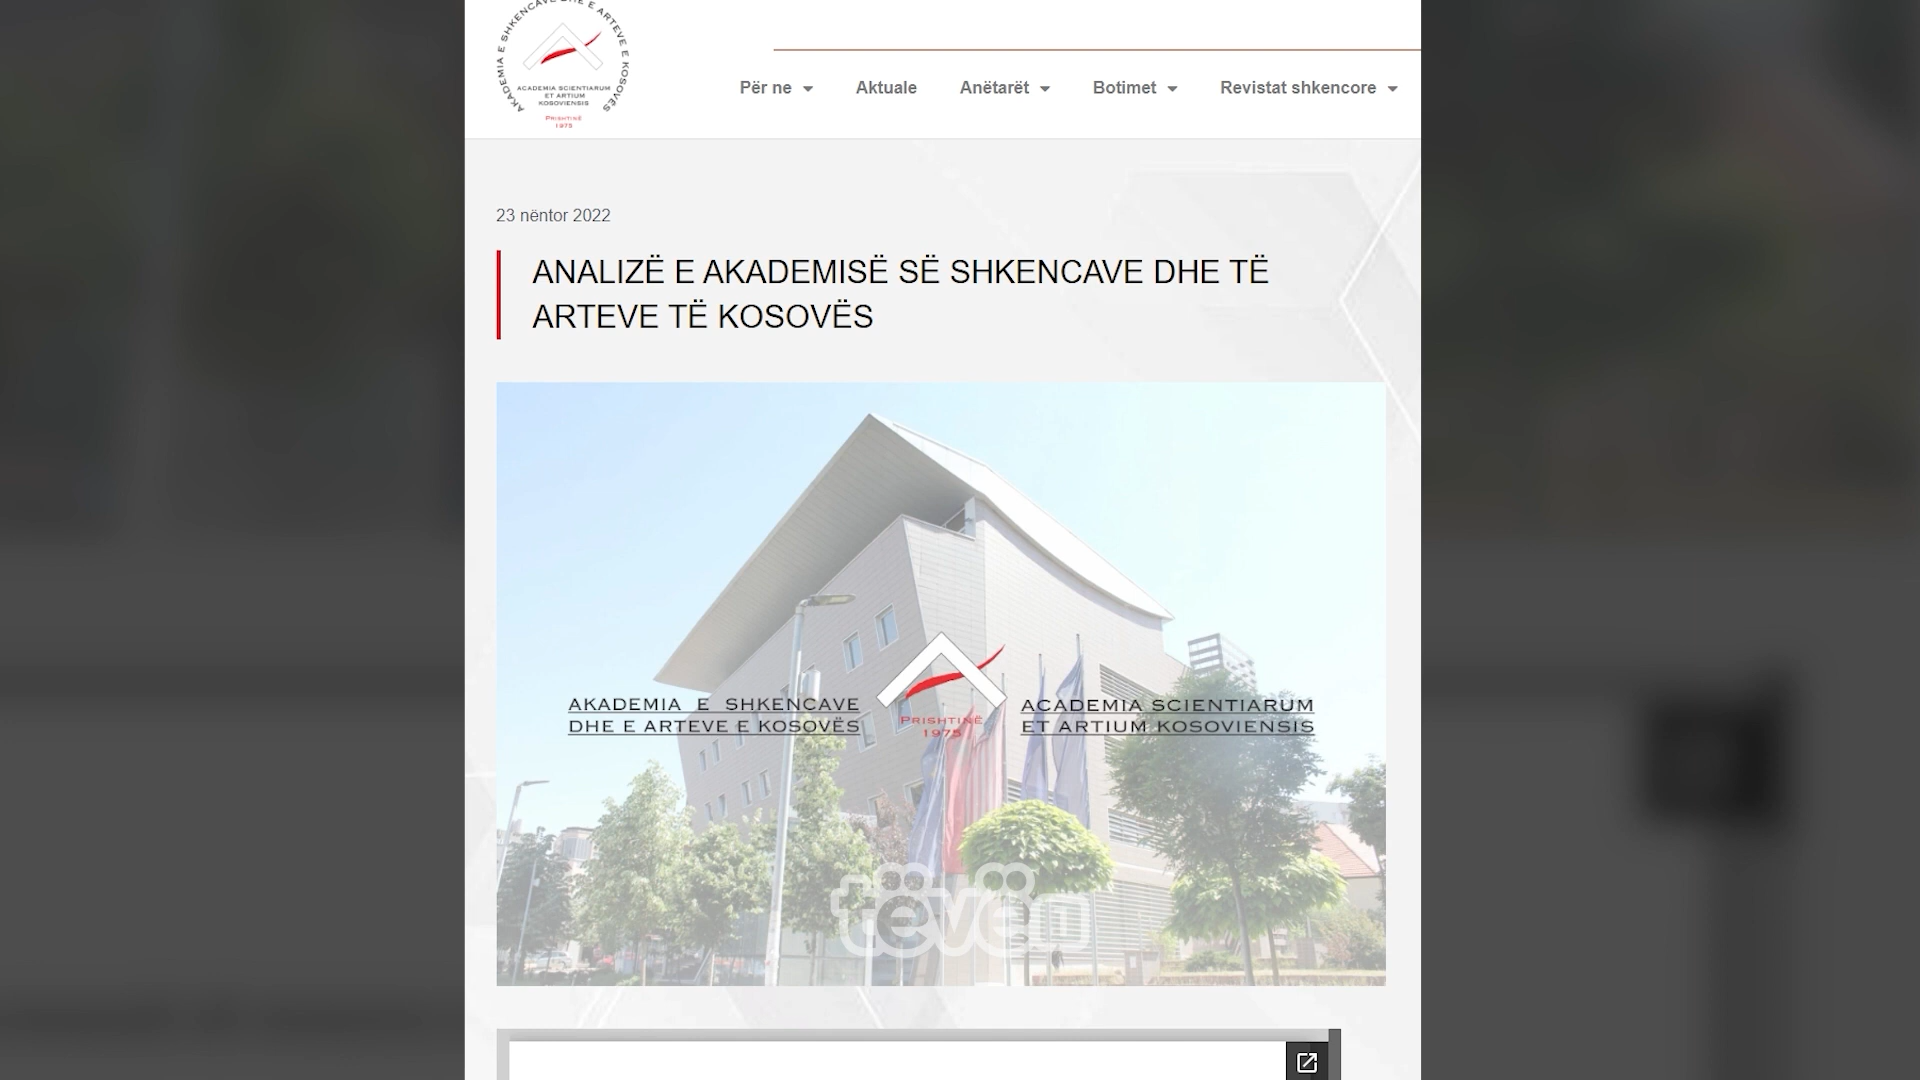 AKADEMIA E SHKENCAVE DHE E ARTEVE E KOSOVËS
ACADEMIA SCIENTIARUM
ET ARTIUM
KOSOVIENSIS
PRISHTINË
1975
Për ne
Aktuale
Anëtarët
Botimet
Revistat shkencore
23 nëntor 2022
ANALIZË E AKADEMISË SË SHKENCAVE DHE TË
ARTEVE TË KOSOVËS
AKADEMIA E SHKENCAVE
DHE E ARTEVE E KOSOVËS
PRISHTINË
1975
ACADEMIA SCIENTIARUM
ET ARTIUM KOSOVIENSIS
tëvë1